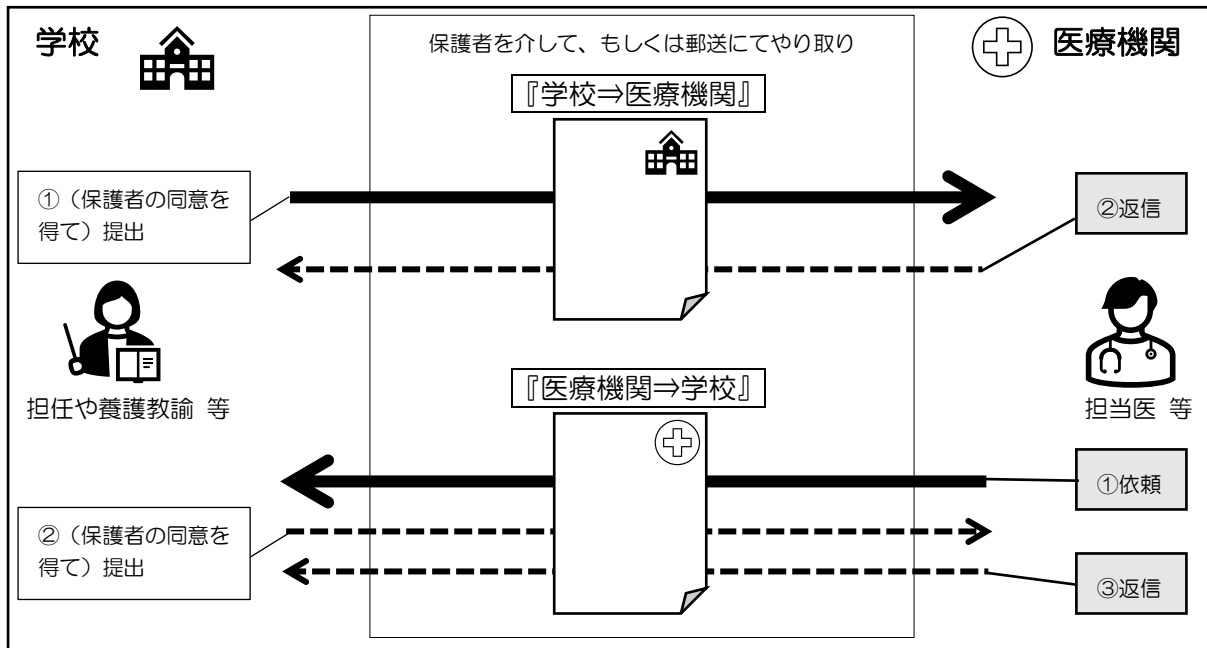 学校
保護者を介して、もしくは郵送にてやり取り
医療機関
『学校⇒医療機関』
①（保護者の同意を
得て）提出
②返信
担任や養護教諭 等
担当医 等
『医療機関⇒学校』
①依頼
②（保護者の同意を
得て）提出
③返信